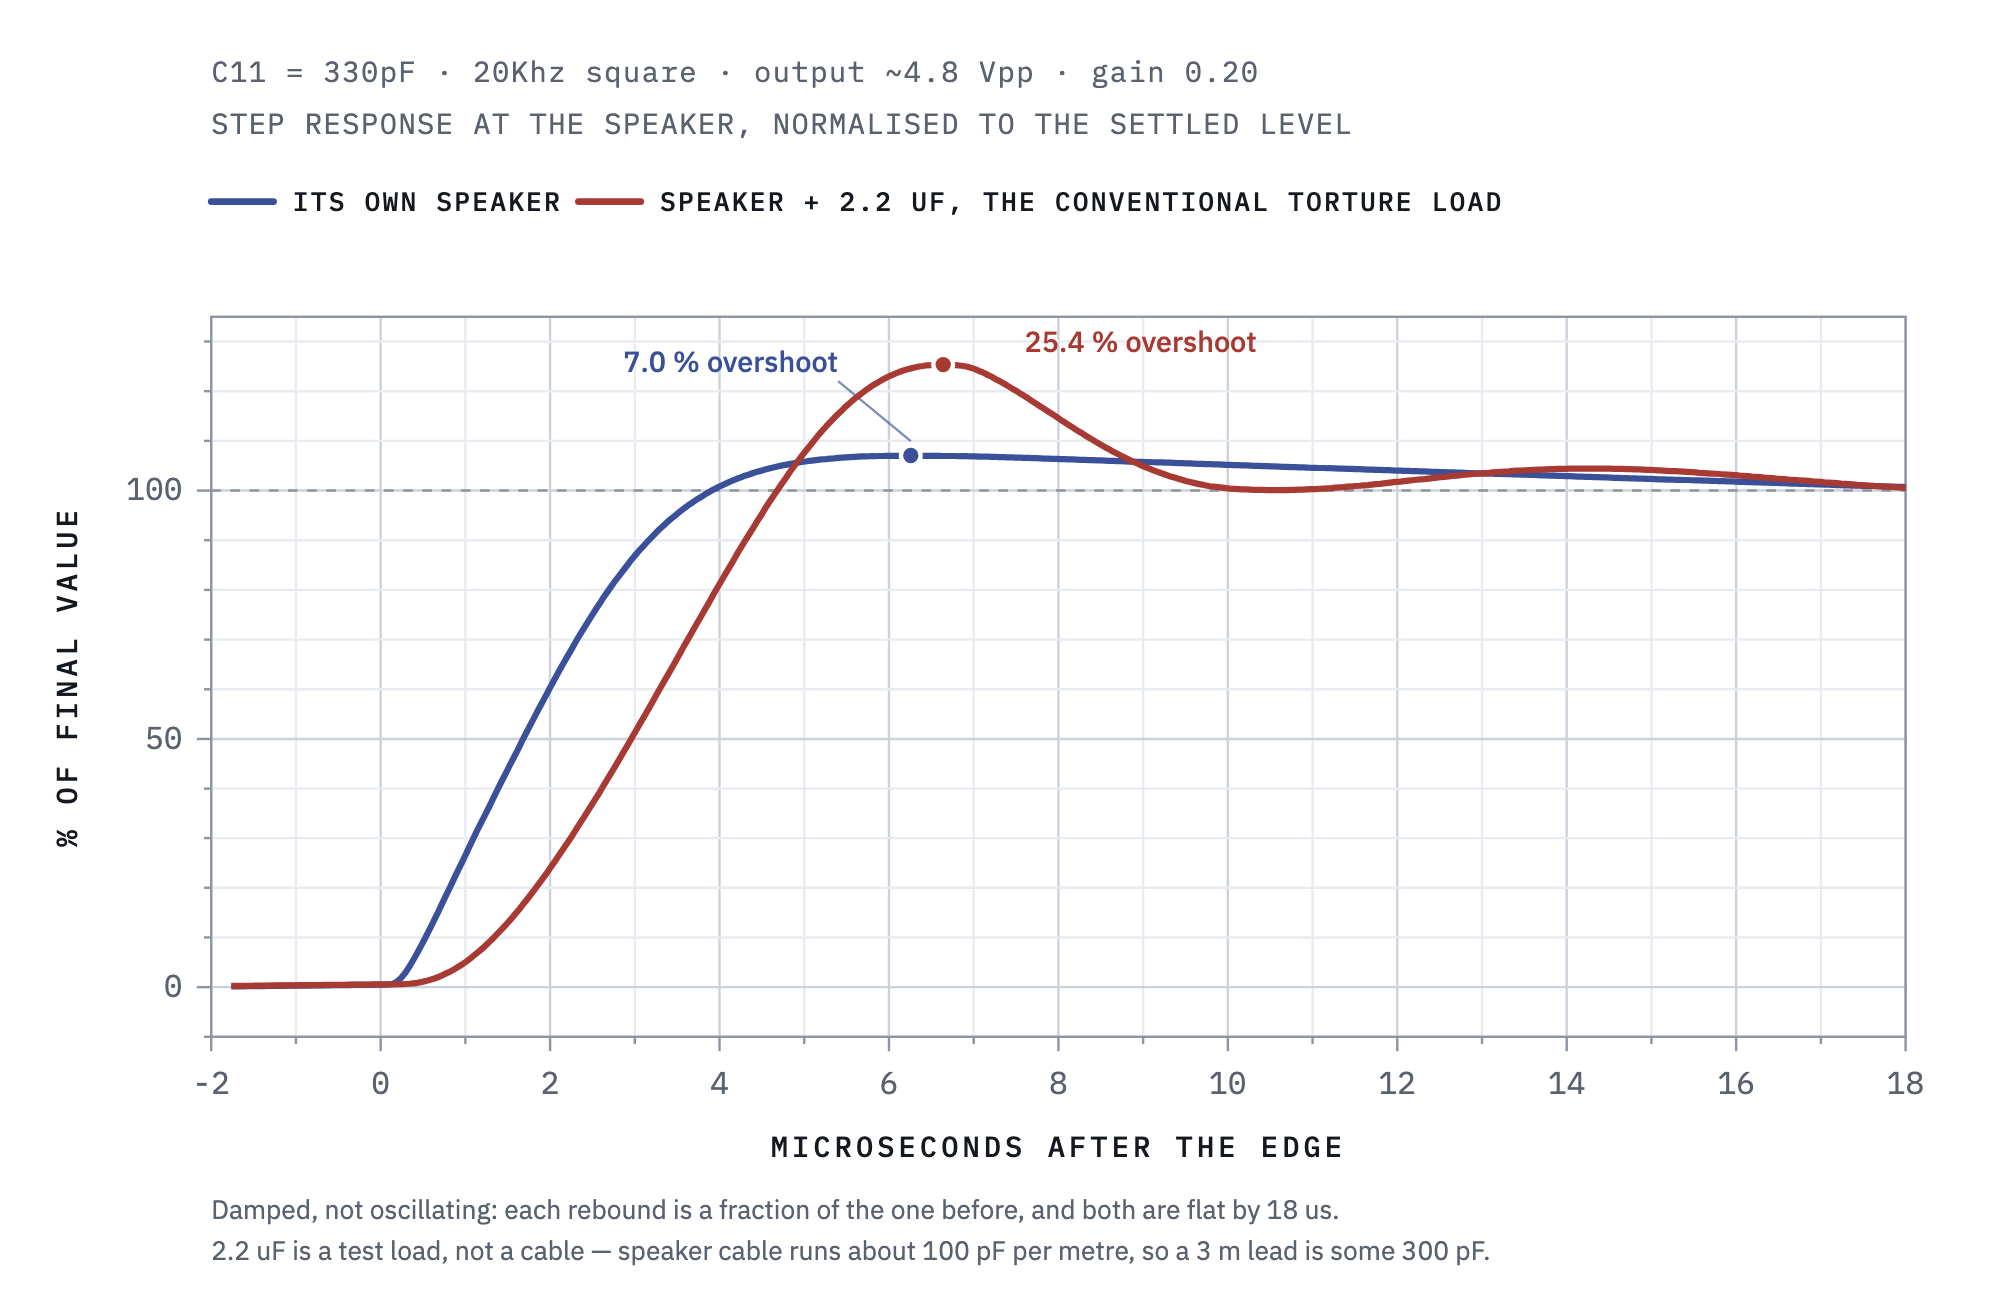 C11 = 330pF · 20Khz square · output ~4.8 Vpp · gain 0.20
STEP RESPONSE AT THE SPEAKER, NORMALISED TO THE SETTLED LEVEL
ITS OWN SPEAKER
SPEAKER + 2.2 UF, THE CONVENTIONAL TORTURE LOAD
25.4 % overshoot
7.0 % overshoot
% OF FINAL VALUE
100
50
0
-2 0 2 4 6 8 10 12 14 16 18
MICROSECONDS AFTER THE EDGE
Damped, not oscillating: each rebound is a fraction of the one before, and both are flat by 18 us.
2.2 uF is a test load, not a cable — speaker cable runs about 100 pF per metre, so a 3 m lead is some 300 pF.